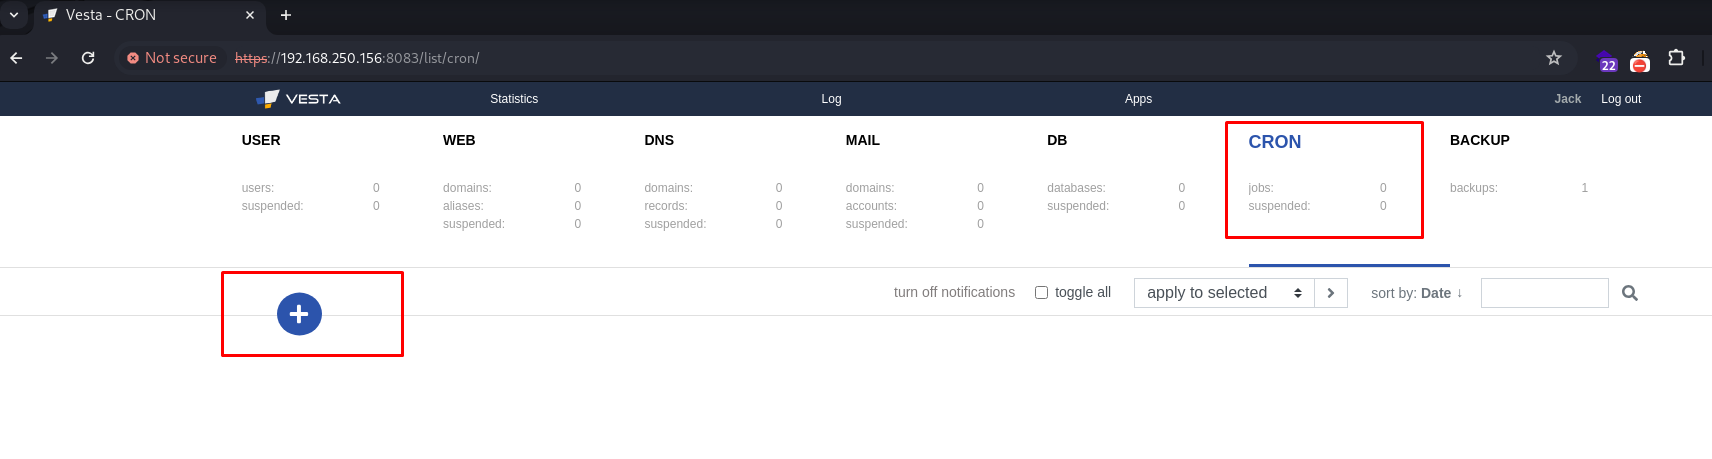 Vesta - CRON
Not secure https://192.168.250.156:8083/list/cron/
22
VESTA Statistics Log Apps Jack Log out
USER WEB DNS MAIL DB CRON BACKUP
users: 0 domains: 0 domains: 0 domains: 0 databases: 0 jobs: 0 backups: 1
suspended: 0 aliases: 0 records: 0 accounts: 0 suspended: 0 suspended: 0
suspended: 0 suspended: 0 suspended: 0
turn off notifications toggle all apply to selected sort by: Date ↓